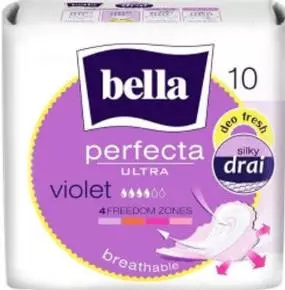 bella
10
deo fresh
silky
drai
perfecta
ULTRA
violet
4 FREEDOM ZONES
breathable